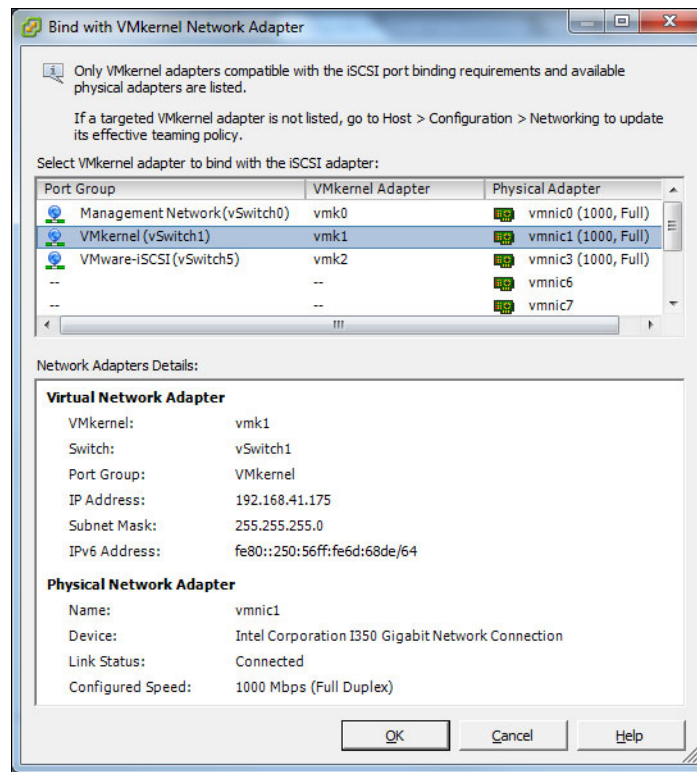 Bind with VMkernel Network Adapter
Only VMkernel adapters compatible with the iSCSI port binding requirements and available
physical adapters are listed.
If a targeted VMkernel adapter is not listed, go to Host > Configuration > Networking to update
its effective teaming policy.
Select VMkernel adapter to bind with the iSCSI adapter:
Port Group VMkernel Adapter Physical Adapter
Management Network (vSwitch0) vmk0 vmnic0 (1000, Full)
VMkernel (vSwitch1) vmk1 vmnic1 (1000, Full)
VMware-iSCSI (vSwitch5) vmk2 vmnic3 (1000, Full)
-- -- vmnic6
-- -- vmnic7
Network Adapters Details:
Virtual Network Adapter
VMkernel: vmk1
Switch: vSwitch1
Port Group: VMkernel
IP Address: 192.168.41.175
Subnet Mask: 255.255.255.0
IPv6 Address: fe80::250:56ff:fe6d:68de/64
Physical Network Adapter
Name: vmnic1
Device: Intel Corporation I350 Gigabit Network Connection
Link Status: Connected
Configured Speed: 1000 Mbps (Full Duplex)
OK Cancel Help